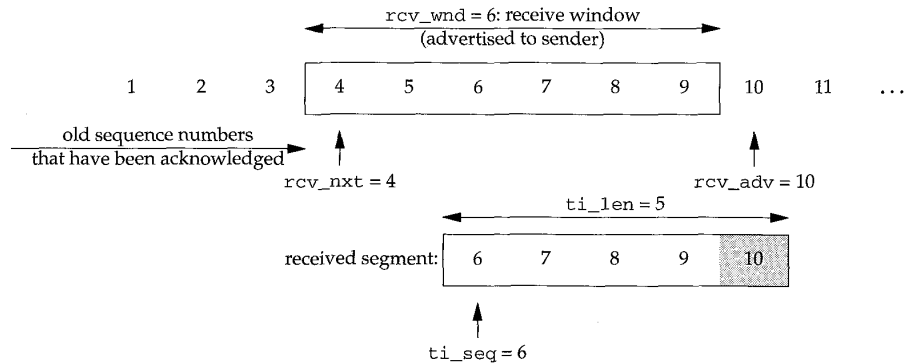 rcv_wnd = 6: receive window
(advertised to sender)
1 2 3 4 5 6 7 8 9 10 11 ...
old sequence numbers
that have been acknowledged
rcv_nxt = 4
rcv_adv = 10
ti_len = 5
received segment: 6 7 8 9 10
ti_seq = 6